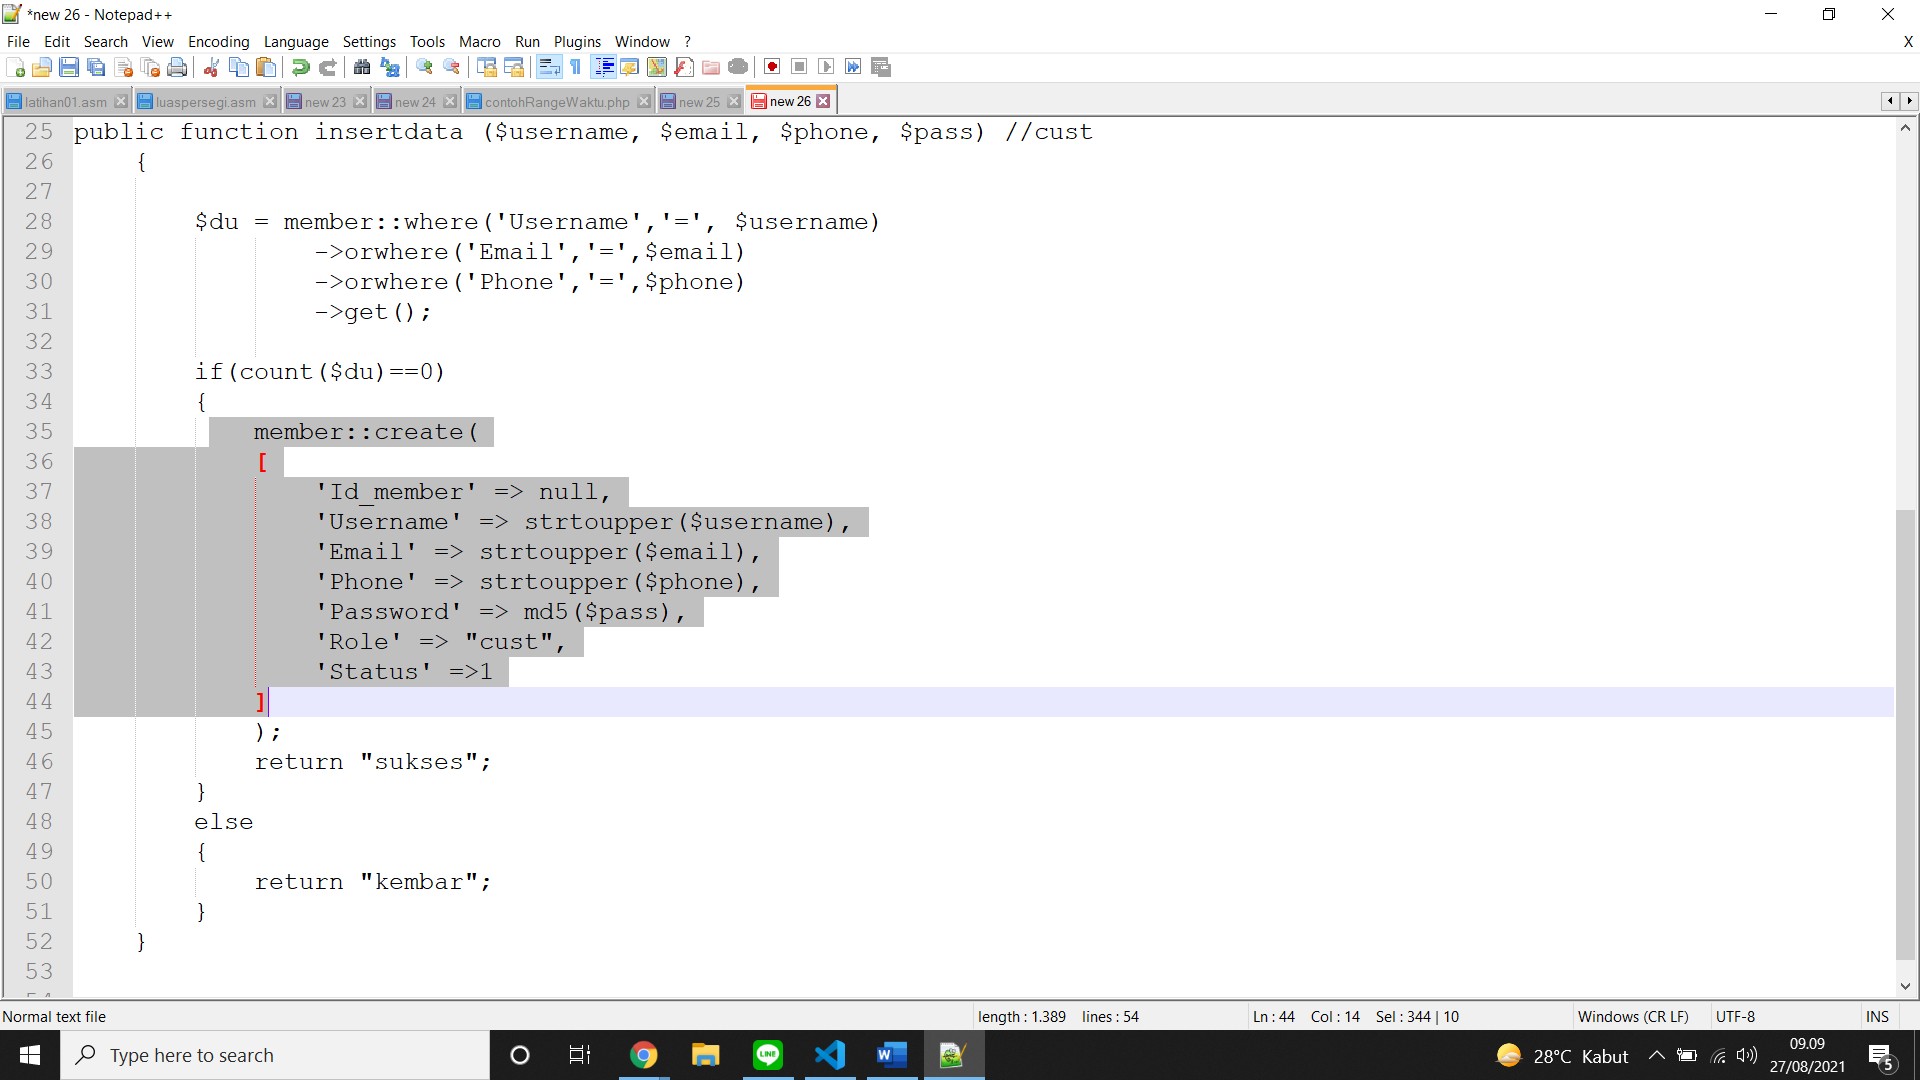 *new 26 - Notepad++
File Edit Search View Encoding Language Settings Tools Macro Run Plugins Window ? X
latihan01.asm luaspersegi.asm new 23 new 24 contohRangeWaktu.php new 25 new 26
25 public function insertdata ($username, $email, $phone, $pass) //cust
26 {
27
28 $du = member::where('Username','=', $username)
29 ->orwhere('Email','=',$email)
30 ->orwhere('Phone','=',$phone)
31 ->get();
32
33 if(count($du)==0)
34 {
35 member::create(
36 [
37 'Id_member' => null,
38 'Username' => strtoupper($username),
39 'Email' => strtoupper($email),
40 'Phone' => strtoupper($phone),
41 'Password' => md5($pass),
42 'Role' => "cust",
43 'Status' =>1
44 ]
45 );
46 return "sukses";
47 }
48 else
49 {
50 return "kembar";
51 }
52 }
53
Normal text file length : 1.389 lines : 54 Ln : 44 Col : 14 Sel : 344 | 10 Windows (CR LF) UTF-8 INS
Type here to search LINE W 28°C Kabut 09.09
27/08/2021 5